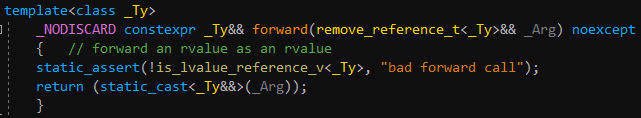 template<class _Ty>
_NODISCARD constexpr _Ty&& forward(remove_reference_t<_Ty>&& _Arg) noexcept
{ // forward an rvalue as an rvalue
static_assert(!is_lvalue_reference_v<_Ty>, "bad forward call");
return (static_cast<_Ty&&>(_Arg));
}